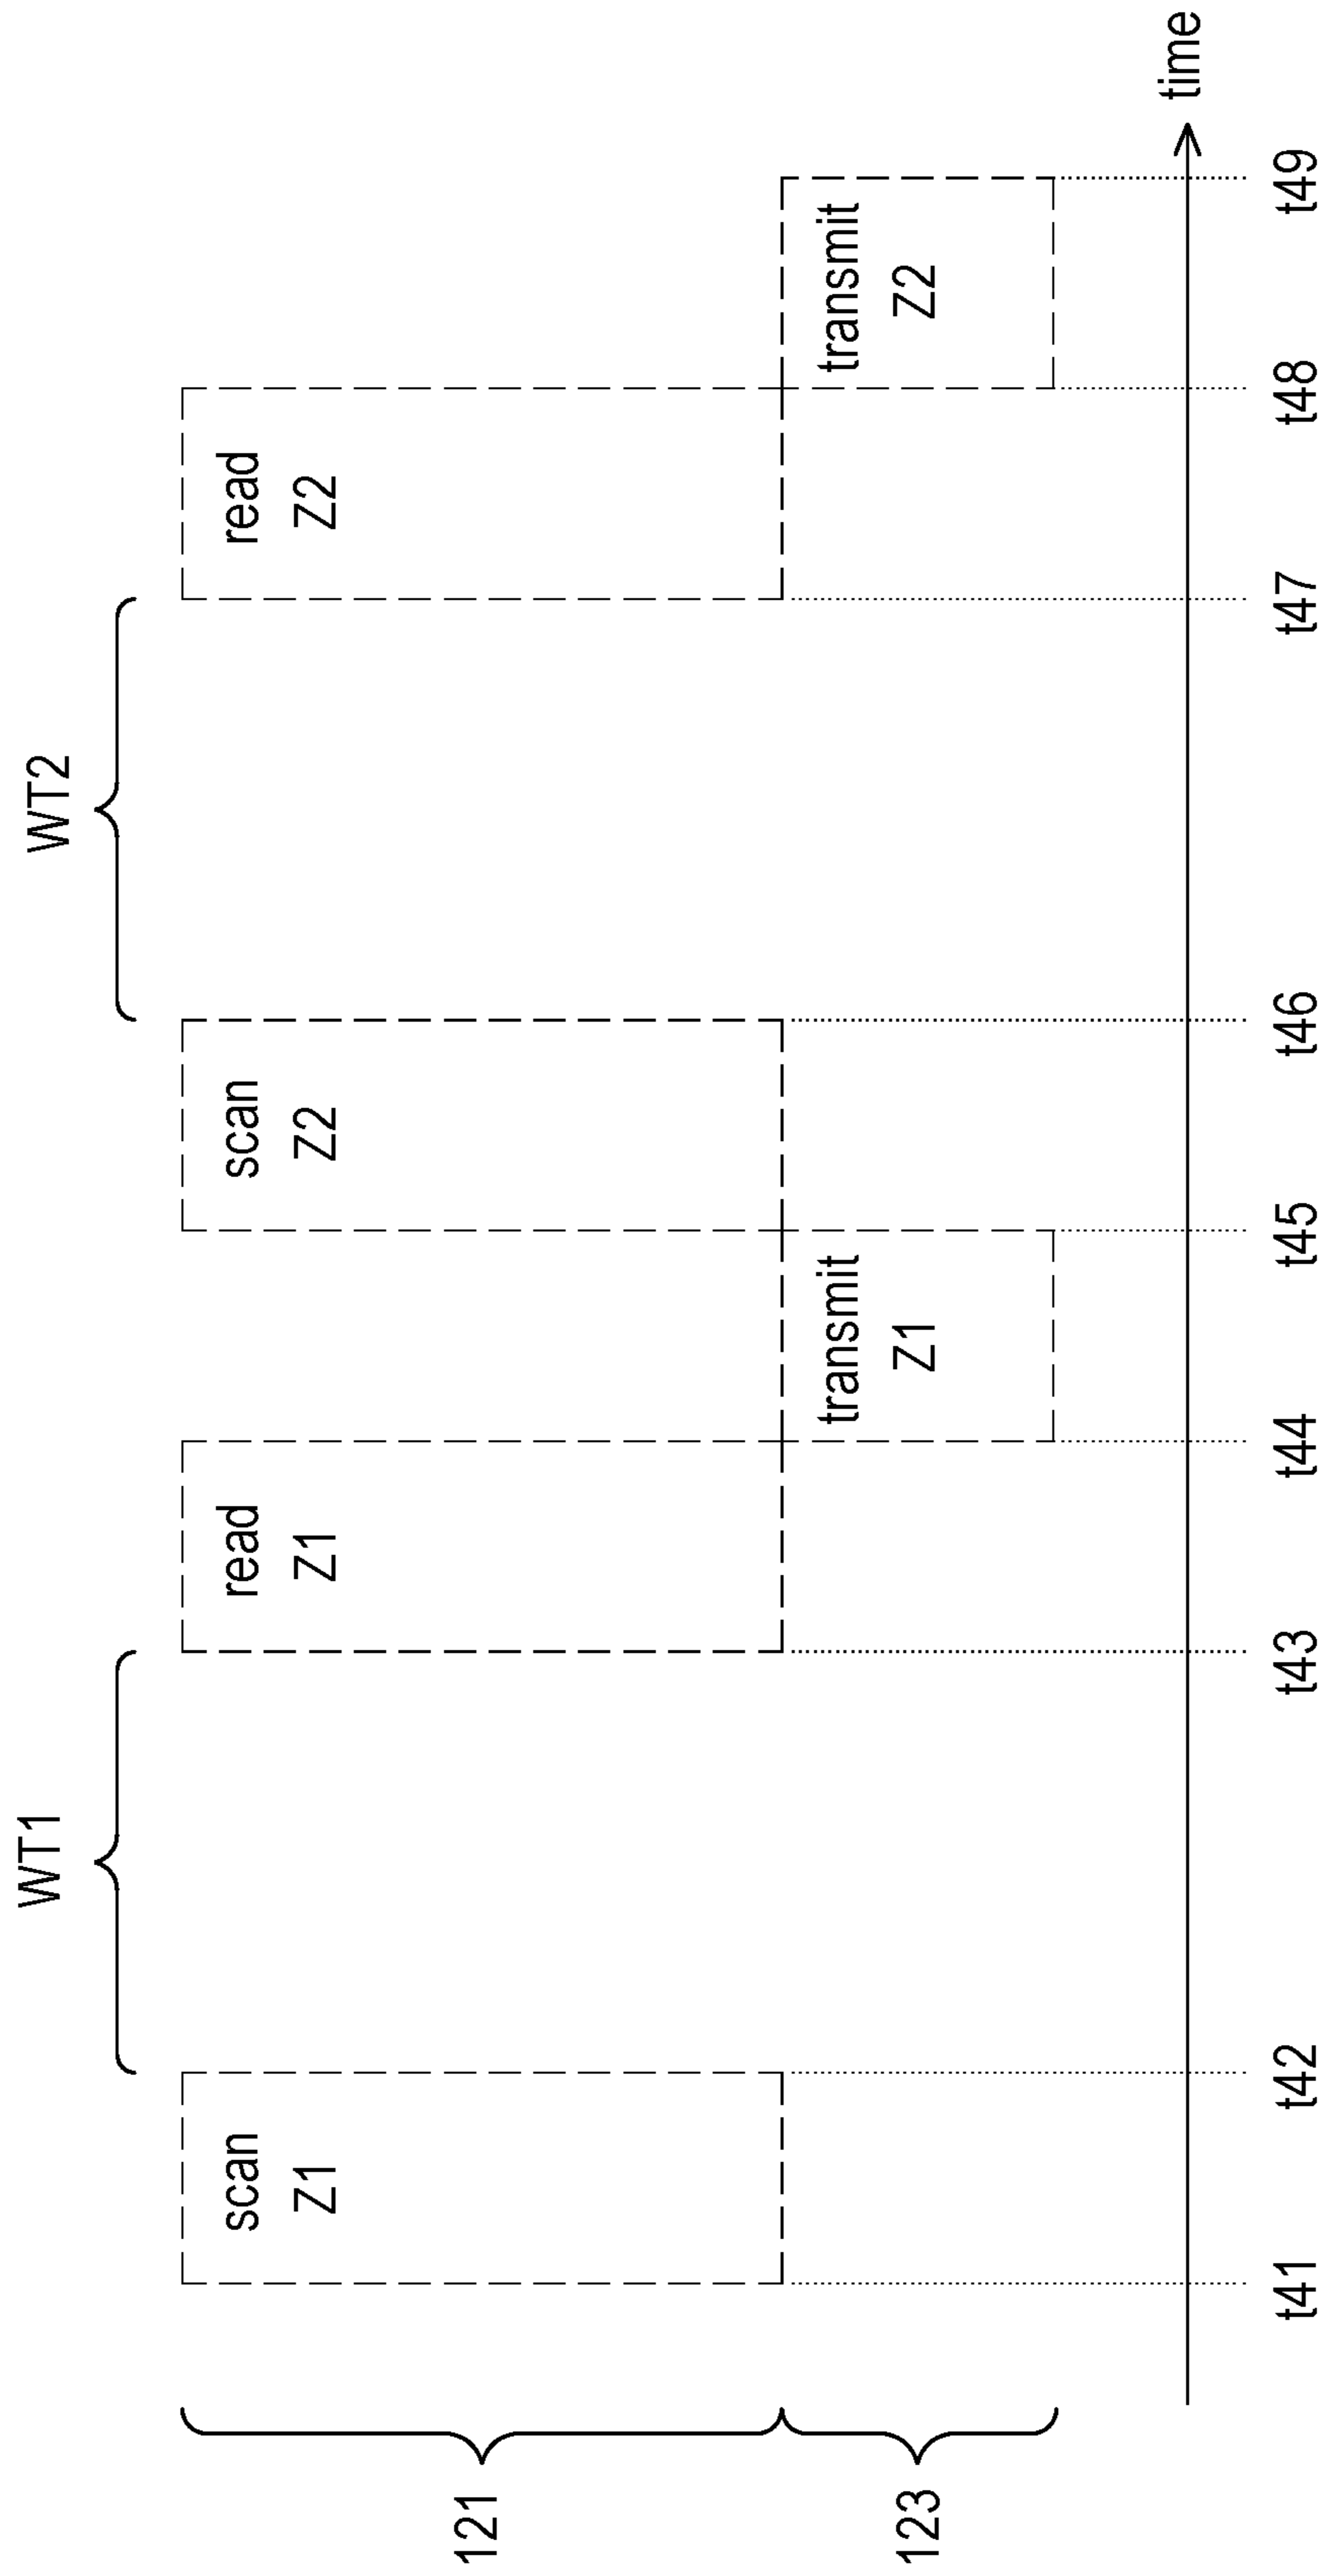 WT1
WT2
scan
Z1
read
Z1
scan
Z2
read
Z2
121
transmit
Z1
transmit
Z2
123
time
t41
t42
t43
t44
t45
t46
t47
t48
t49